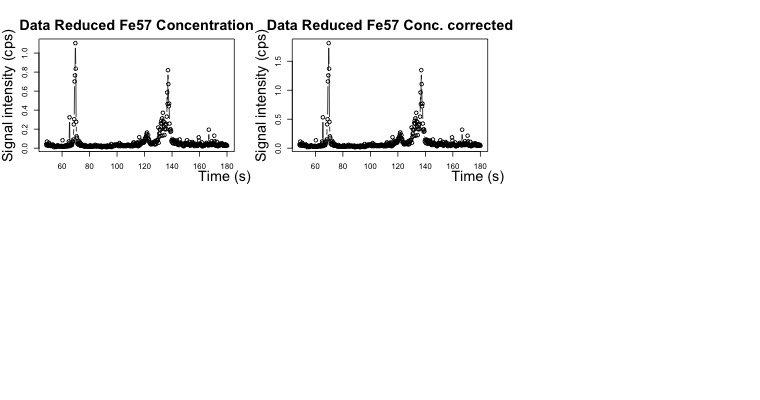 Data Reduced Fe57 Concentration
Signal intensity (cps)
0.0 0.2 0.4 0.6 0.8 1.0
60 80 100 120 140 160 180
Time (s)
Data Reduced Fe57 Conc. corrected
Signal intensity (cps)
0.0 0.5 1.0 1.5
60 80 100 120 140 160 180
Time (s)